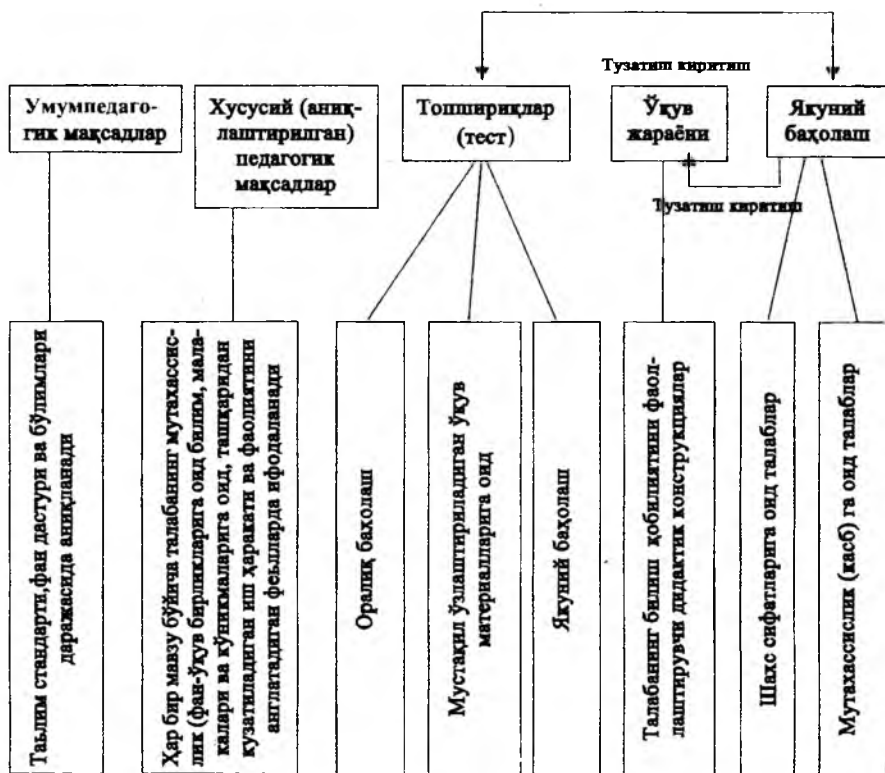 Тузатиш киритиш
Умумпедаго-
гик мақсадлар
Хусусий (аниқ-
лаштирилган)
педагогик
мақсадлар
Топшириқлар
(тест)
Ўқув
жараёни
Якуний
баҳолаш
Тузатиш киритиш
Таьлим стандарти,фан дастури ва бўлимлари
даражасида аниқланади
Ҳар бир мавзу бўйича талабанинг мутахассис-
лик (фан-ўқув бирликларига оид билим, мала-
калари ва кўникмаларига оид, ташқаридан
кузатиладиган иш ҳаракати ва фаолиятини
англатадиган феьлларда ифодаланади
Оралиқ баҳолаш
Мустақил ўзлаштириладиган ўқув
материалларига оид
Якуний баҳолаш
Талабанинг билиш қобилиятини фаол-
лаштирувчи дидактик конструкциялар
Шахс сифатларига оид талаблар
Мутахассислик (касб) га оид талаблар